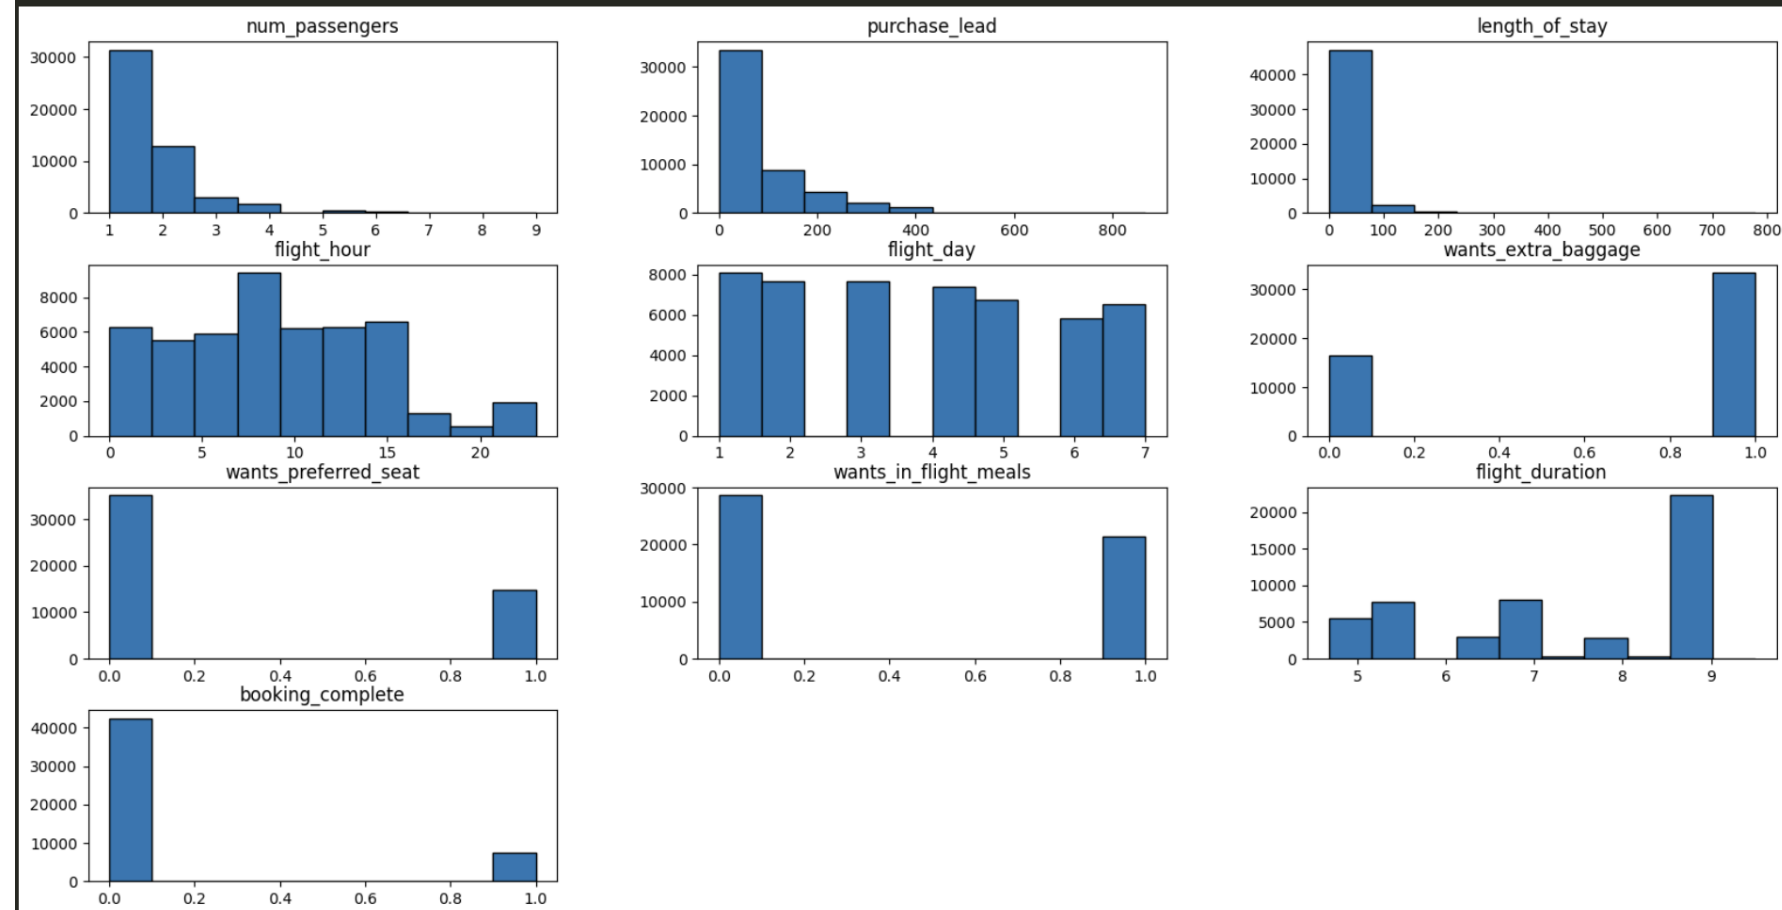 num_passengers
30000
20000
10000
0
1 2 3 4 5 6 7 8 9
purchase_lead
30000
20000
10000
0
0 200 400 600 800
length_of_stay
40000
30000
20000
10000
0
0 100 200 300 400 500 600 700 800
flight_hour
8000
6000
4000
2000
0
0 5 10 15 20
flight_day
8000
6000
4000
2000
0
1 2 3 4 5 6 7
wants_extra_baggage
30000
20000
10000
0
0.0 0.2 0.4 0.6 0.8 1.0
wants_preferred_seat
30000
20000
10000
0
0.0 0.2 0.4 0.6 0.8 1.0
wants_in_flight_meals
30000
20000
10000
0
0.0 0.2 0.4 0.6 0.8 1.0
flight_duration
20000
15000
10000
5000
0
5 6 7 8 9
booking_complete
40000
30000
20000
10000
0
0.0 0.2 0.4 0.6 0.8 1.0